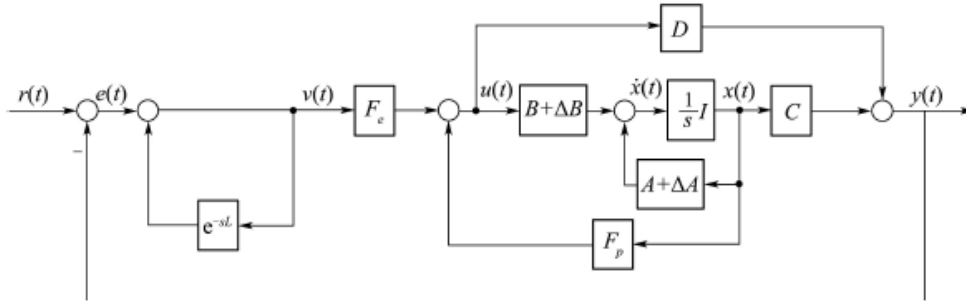 D
r(t) e(t) v(t) u(t) ẋ(t) x(t) y(t)
F_e B+ΔB 1/s I C
−
A+ΔA
e^{-sL}
F_p